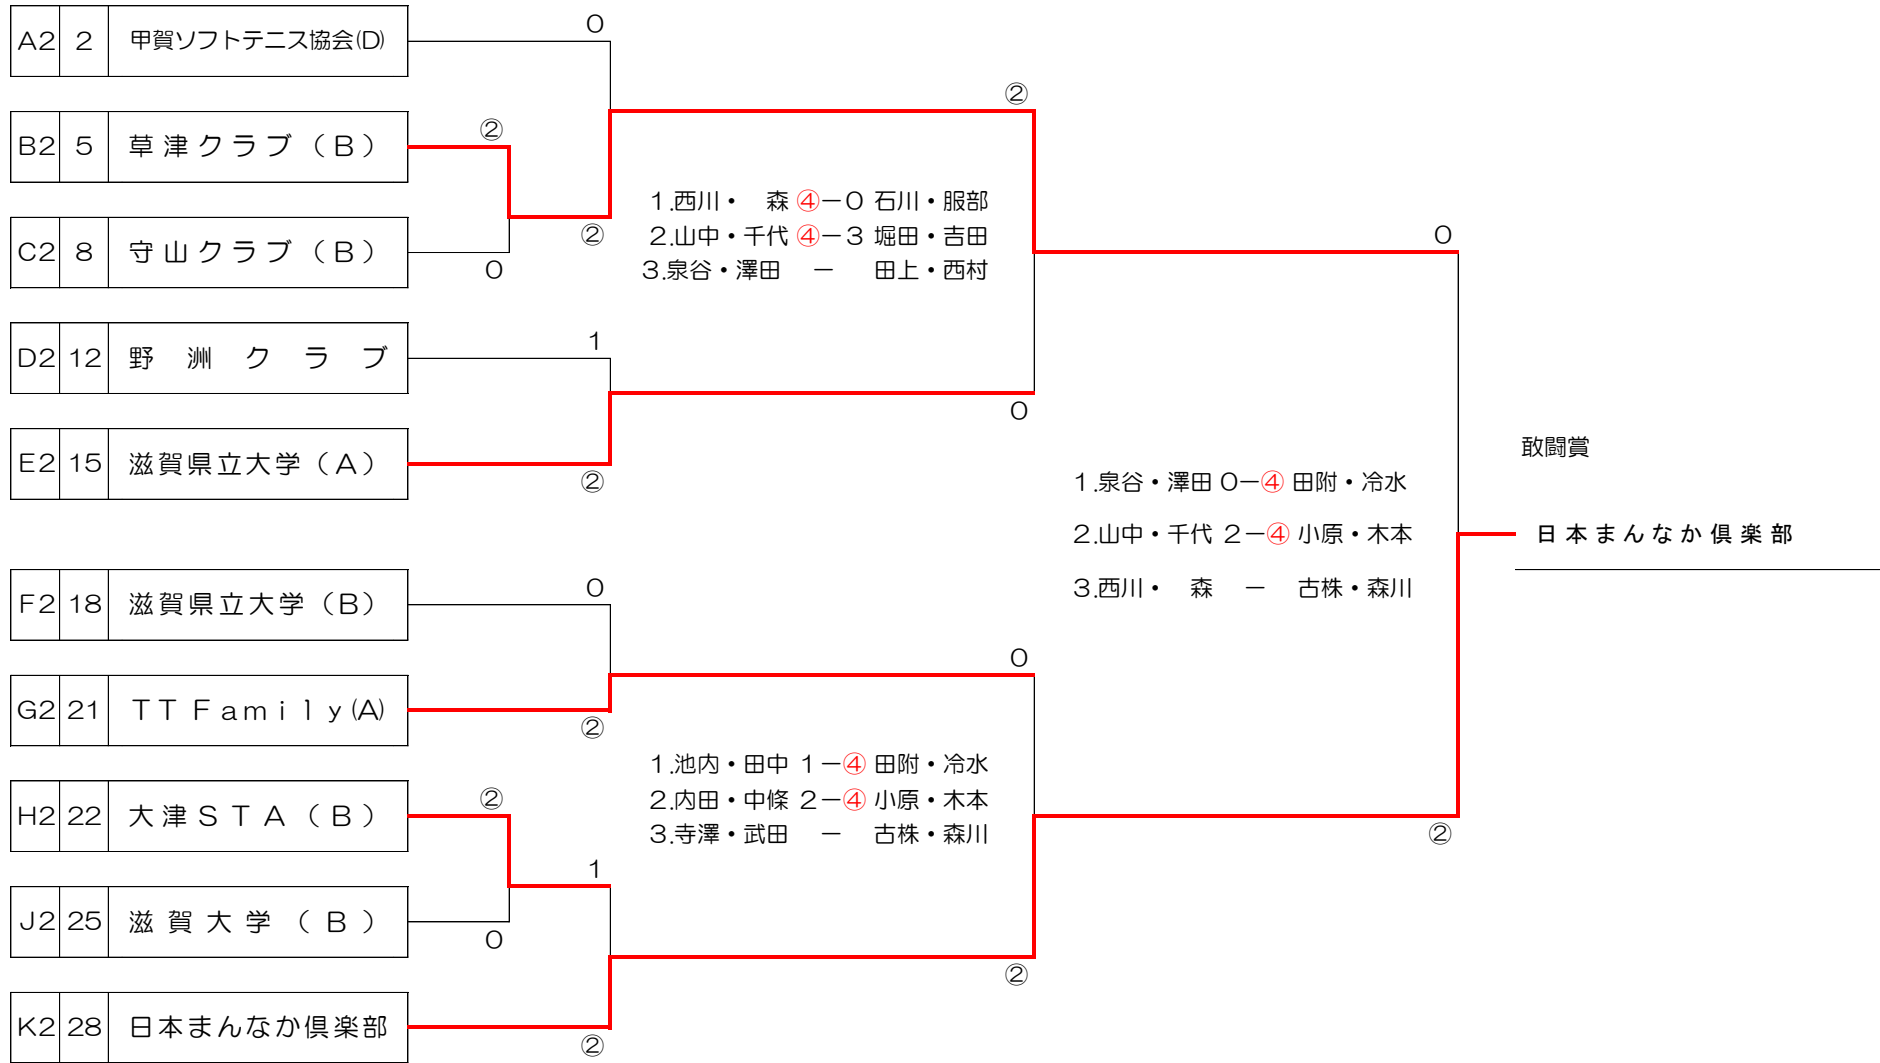 A2 2 甲賀ソフトテニス協会(D)
0
②
B2 5 草津クラブ（B）
②
C2 8 守山クラブ（B）
0
②
1.西川・　森 ④－0 石川・服部
2.山中・千代 ④－3 堀田・吉田
3.泉谷・澤田　－　田上・西村
0
D2 12 野洲クラブ
1
0
E2 15 滋賀県立大学（A）
②
敢闘賞
1.泉谷・澤田 0－④ 田附・冷水
2.山中・千代 2－④ 小原・木本
3.西川・　森　－　古株・森川
日本まんなか倶楽部
F2 18 滋賀県立大学（B）
0
0
G2 21 TT Family(A)
②
1.池内・田中 1－④ 田附・冷水
2.内田・中條 2－④ 小原・木本
3.寺澤・武田　－　古株・森川
②
H2 22 大津STA（B）
②
1
J2 25 滋賀大学（B）
0
②
K2 28 日本まんなか倶楽部
②